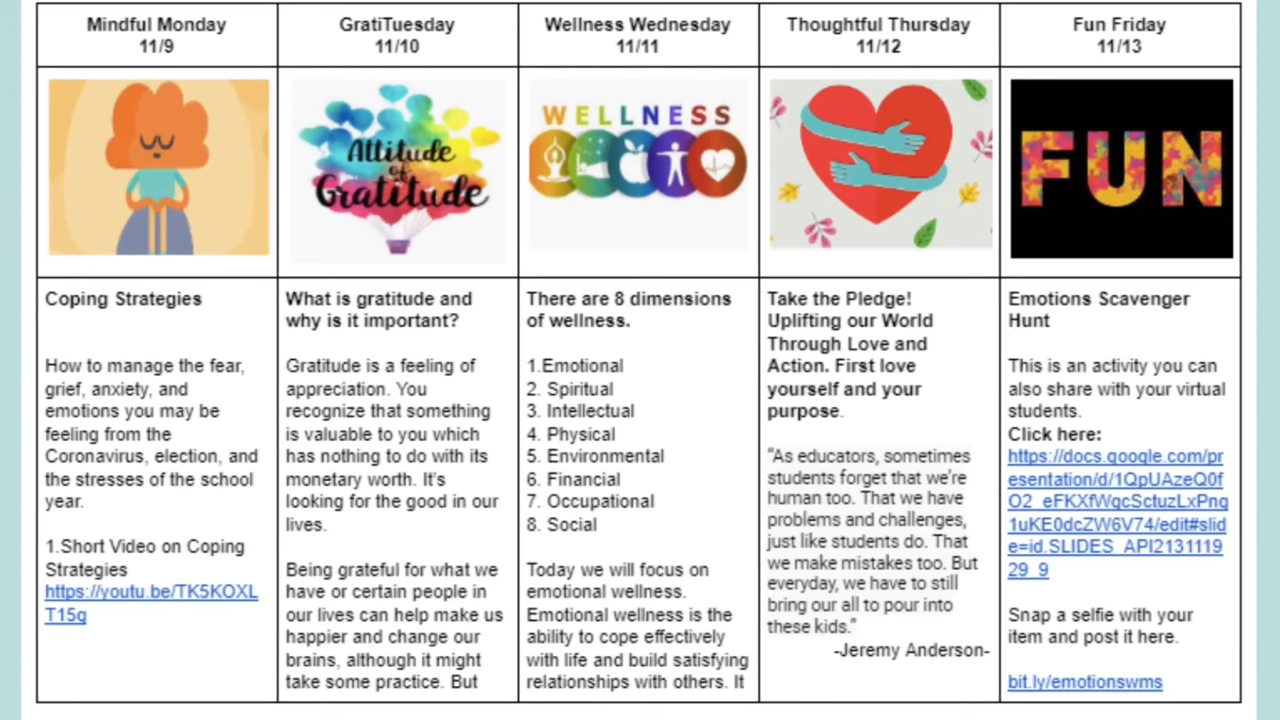 Mindful Monday
11/9
GratiTuesday
11/10
Wellness Wednesday
11/11
Thoughtful Thursday
11/12
Fun Friday
11/13
Attitude
of
Gratitude
WELLNESS
FUN
Coping Strategies
How to manage the fear,
grief, anxiety, and
emotions you may be
feeling from the
Coronavirus, election, and
the stresses of the school
year.
1.Short Video on Coping
Strategies
https://youtu.be/TK5KOXL
T15g
What is gratitude and
why is it important?
Gratitude is a feeling of
appreciation. You
recognize that something
is valuable to you which
has nothing to do with its
monetary worth. It's
looking for the good in our
lives.
Being grateful for what we
have or certain people in
our lives can help make us
happier and change our
brains, although it might
take some practice. But
There are 8 dimensions
of wellness.
1.Emotional
2. Spiritual
3. Intellectual
4. Physical
5. Environmental
6. Financial
7. Occupational
8. Social
Today we will focus on
emotional wellness.
Emotional wellness is the
ability to cope effectively
with life and build satisfying
relationships with others. It
Take the Pledge!
Uplifting our World
Through Love and
Action. First love
yourself and your
purpose.
"As educators, sometimes
students forget that we're
human too. That we have
problems and challenges,
just like students do. That
we make mistakes too. But
everyday, we have to still
bring our all to pour into
these kids."
-Jeremy Anderson-
Emotions Scavenger
Hunt
This is an activity you can
also share with your virtual
students.
Click here:
https://docs.google.com/pr
esentation/d/1QpUAzeQ0f
O2_eFKXfWqcSctuzLxPnq
1uKE0dcZW6V74/edit#slid
e=id.SLIDES_API2131119
29_9
Snap a selfie with your
item and post it here.
bit.ly/emotionswms